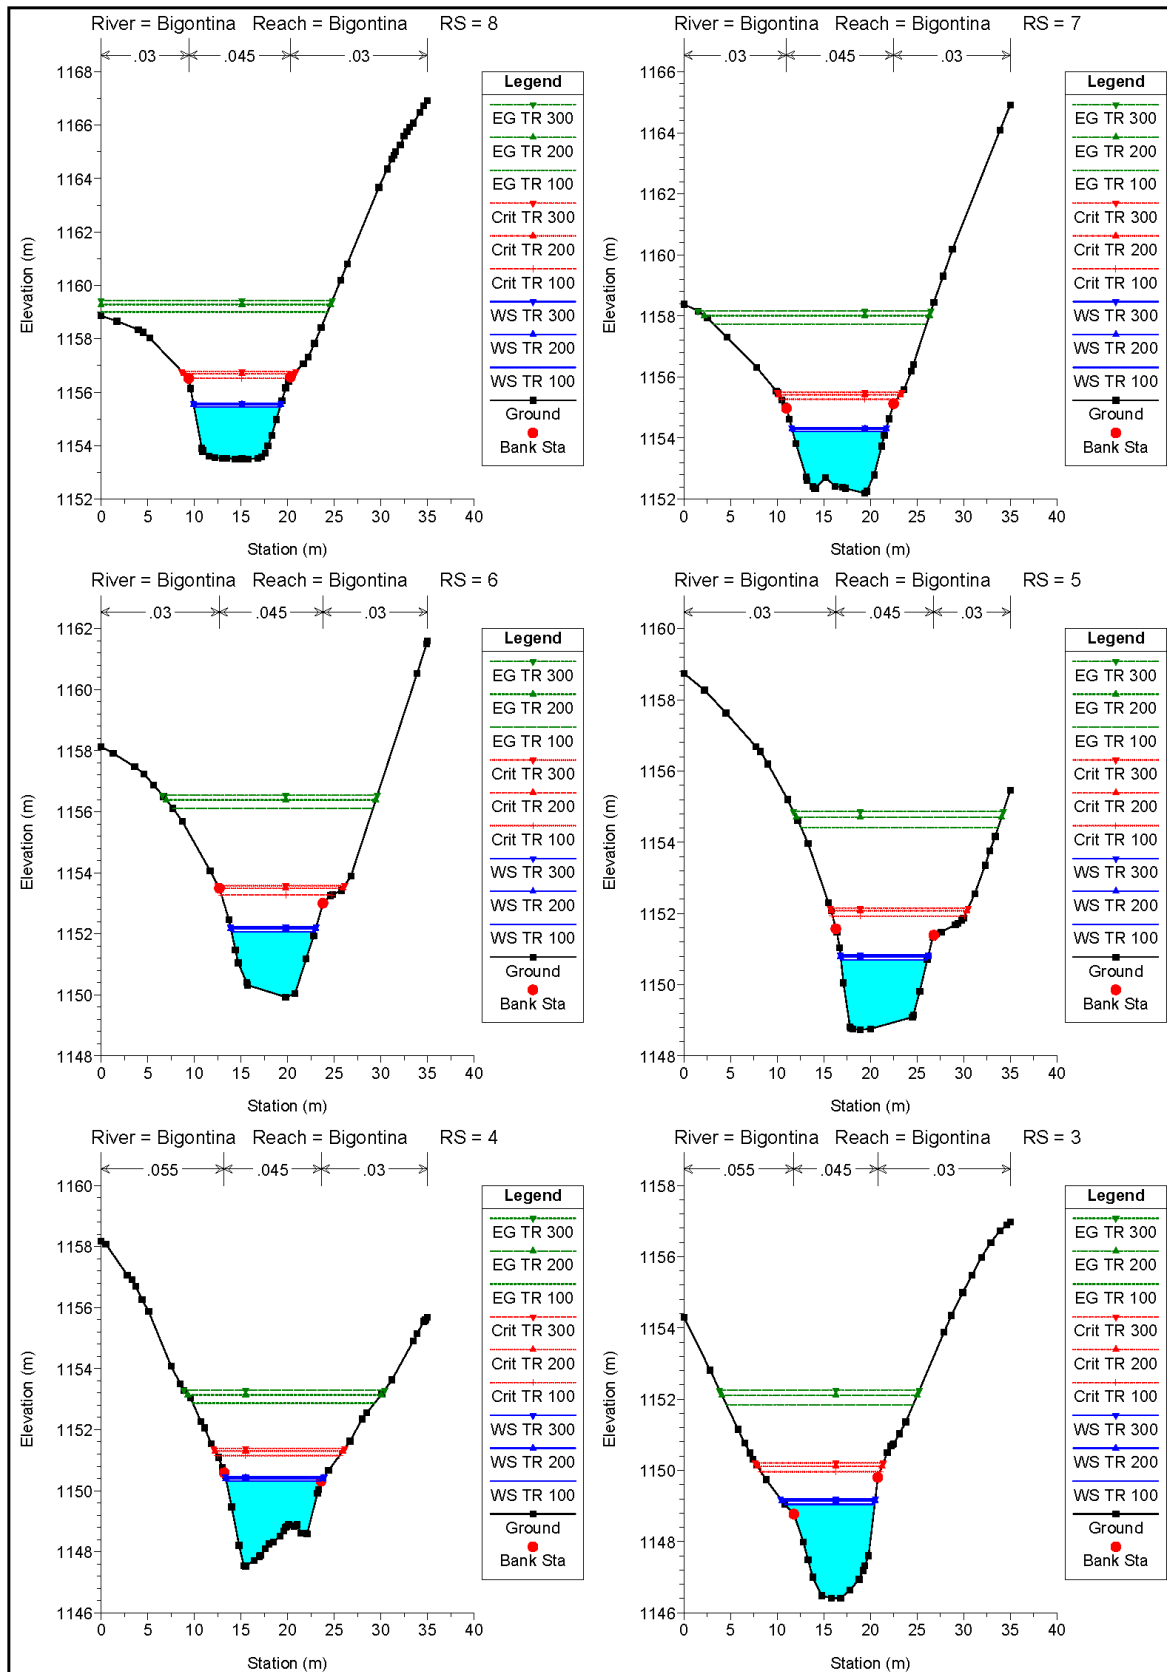 River = Bigontina Reach = Bigontina RS = 8
.03 .045 .03
1168
1166
1164
1162
1160
1158
1156
1154
1152
0 5 10 15 20 25 30 35 40
Station (m)
Elevation (m)
Legend
EG TR 300
EG TR 200
EG TR 100
Crit TR 300
Crit TR 200
Crit TR 100
WS TR 300
WS TR 200
WS TR 100
Ground
Bank Sta
River = Bigontina Reach = Bigontina RS = 7
.03 .045 .03
1166
1164
1162
1160
1158
1156
1154
1152
0 5 10 15 20 25 30 35 40
Station (m)
Elevation (m)
Legend
EG TR 300
EG TR 200
EG TR 100
Crit TR 300
Crit TR 200
Crit TR 100
WS TR 300
WS TR 200
WS TR 100
Ground
Bank Sta
River = Bigontina Reach = Bigontina RS = 6
.03 .045 .03
1162
1160
1158
1156
1154
1152
1150
1148
0 5 10 15 20 25 30 35 40
Station (m)
Elevation (m)
Legend
EG TR 300
EG TR 200
EG TR 100
Crit TR 300
Crit TR 200
Crit TR 100
WS TR 300
WS TR 200
WS TR 100
Ground
Bank Sta
River = Bigontina Reach = Bigontina RS = 5
.03 .045 .03
1160
1158
1156
1154
1152
1150
1148
0 5 10 15 20 25 30 35 40
Station (m)
Elevation (m)
Legend
EG TR 300
EG TR 200
EG TR 100
Crit TR 300
Crit TR 200
Crit TR 100
WS TR 300
WS TR 200
WS TR 100
Ground
Bank Sta
River = Bigontina Reach = Bigontina RS = 4
.055 .045 .03
1160
1158
1156
1154
1152
1150
1148
1146
0 5 10 15 20 25 30 35 40
Station (m)
Elevation (m)
Legend
EG TR 300
EG TR 200
EG TR 100
Crit TR 300
Crit TR 200
Crit TR 100
WS TR 300
WS TR 200
WS TR 100
Ground
Bank Sta
River = Bigontina Reach = Bigontina RS = 3
.055 .045 .03
1158
1156
1154
1152
1150
1148
1146
0 5 10 15 20 25 30 35 40
Station (m)
Elevation (m)
Legend
EG TR 300
EG TR 200
EG TR 100
Crit TR 300
Crit TR 200
Crit TR 100
WS TR 300
WS TR 200
WS TR 100
Ground
Bank Sta